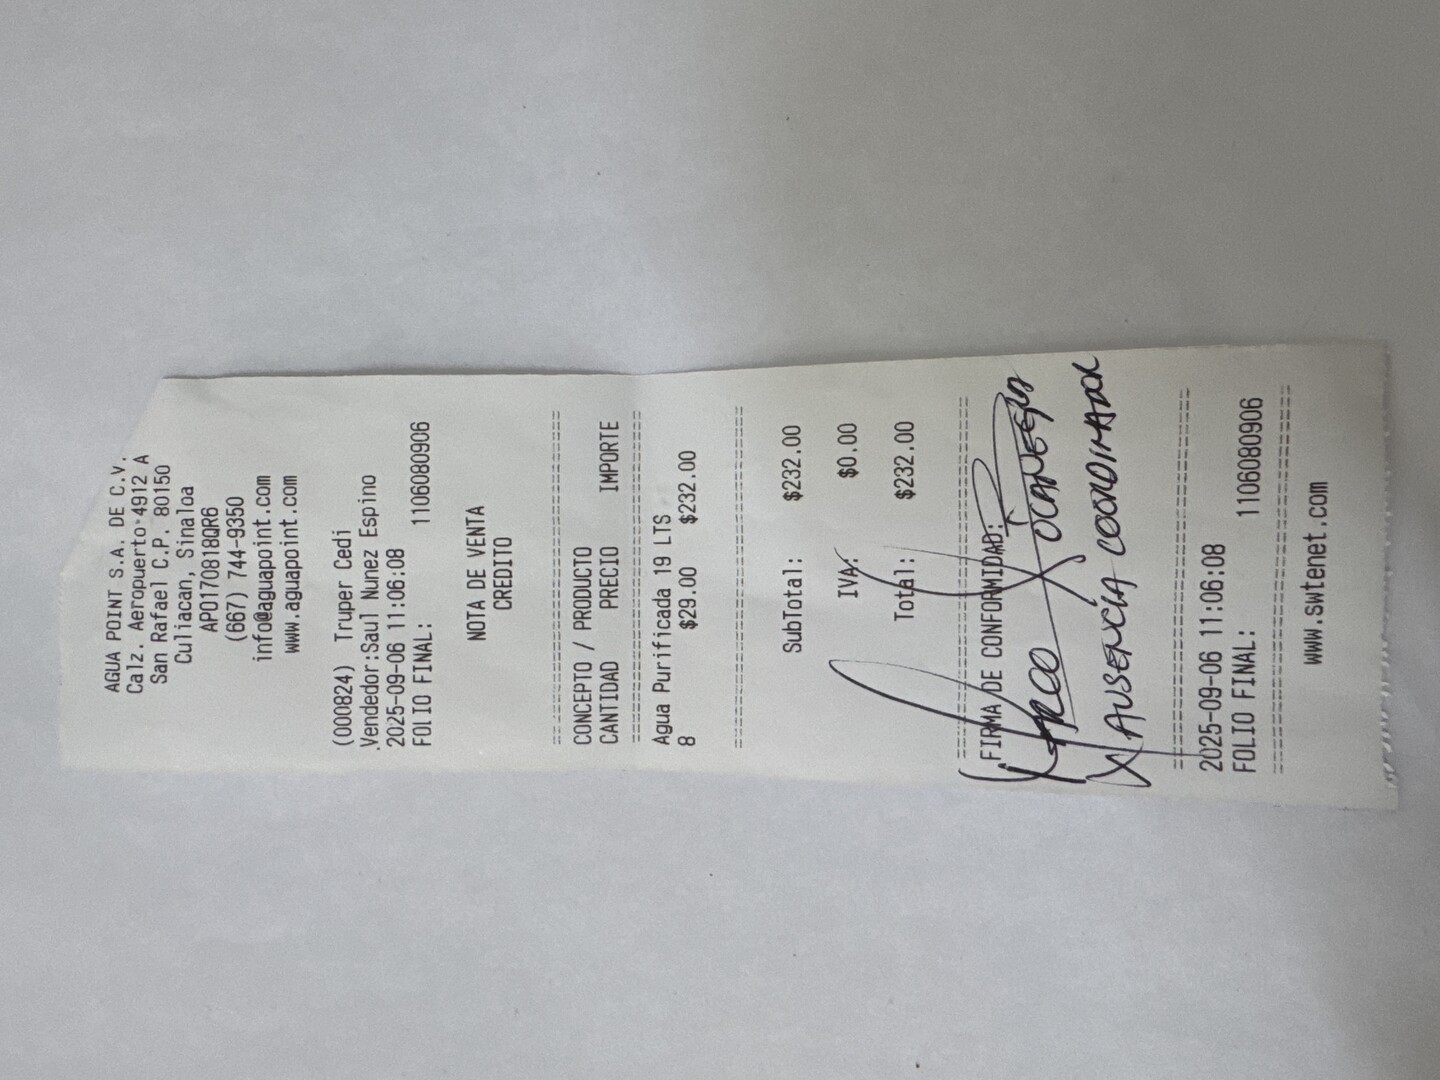 AGUA POINT S.A. DE C.V.
Calz. Aeropuerto 4912 A
San Rafael C.P. 80150
Culiacan, Sinaloa
APO170818QR6
(667) 744-9350
info@aguapoint.com
www.aguapoint.com
(000824) Truper Cedi
Vendedor:Saul Nunez Espino
2025-09-06 11:06:08
FOLIO FINAL: 1106080906
NOTA DE VENTA
CREDITO
================================
CONCEPTO / PRODUCTO
CANTIDAD PRECIO IMPORTE
================================
Agua Purificada 19 LTS
8 $29.00 $232.00
================================
SubTotal: $232.00
IVA: $0.00
Total: $232.00
================================
FIRMA DE CONFORMIDAD:
MARCO OCANEGRA
AUSENCIA COORDINADOR
================================
2025-09-06 11:06:08
FOLIO FINAL: 1106080906
================================
www.swtenet.com